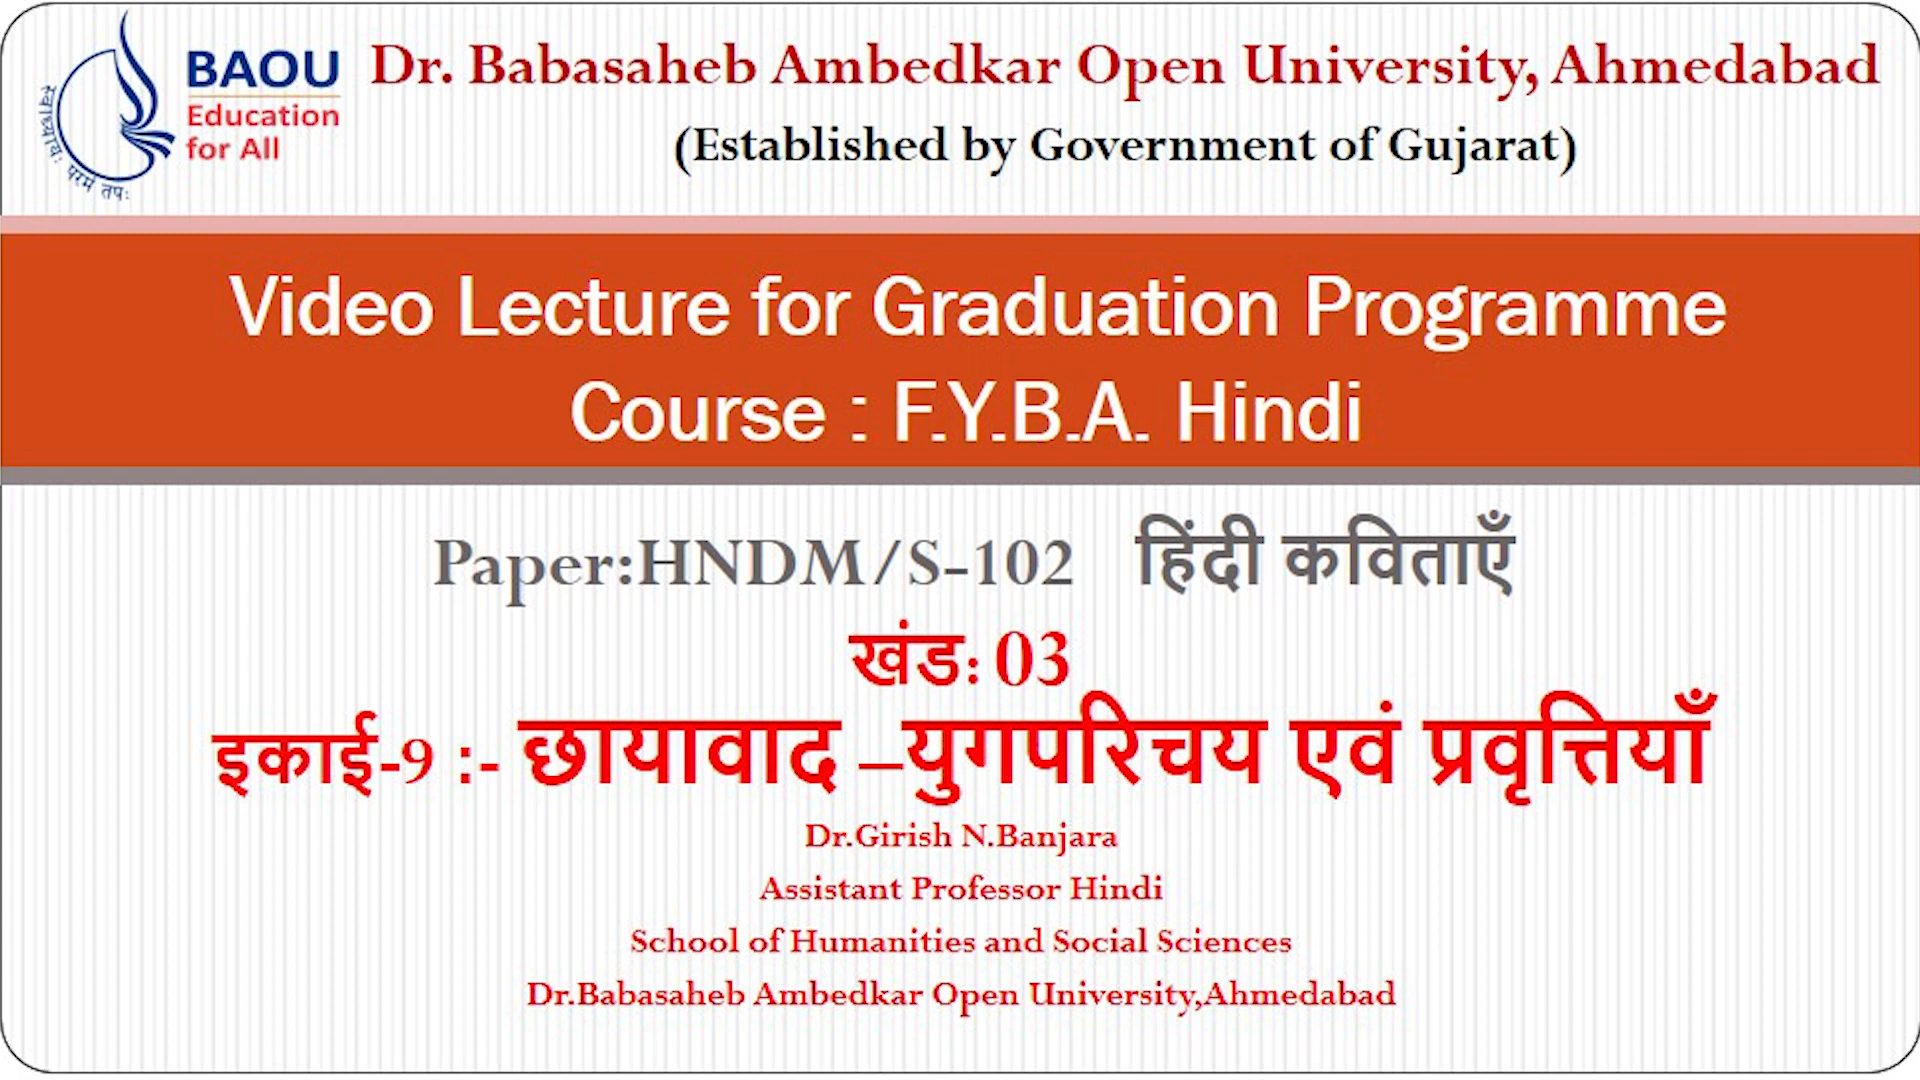 BAOU
Education
for All
स्वाध्यायः परमं तपः
Dr. Babasaheb Ambedkar Open University, Ahmedabad
(Established by Government of Gujarat)
Video Lecture for Graduation Programme
Course : F.Y.B.A. Hindi
Paper:HNDM/S-102 हिंदी कविताएँ
खंड: 03
इकाई-9 :- छायावाद –युगपरिचय एवं प्रवृत्तियाँ
Dr.Girish N.Banjara
Assistant Professor Hindi
School of Humanities and Social Sciences
Dr.Babasaheb Ambedkar Open University,Ahmedabad